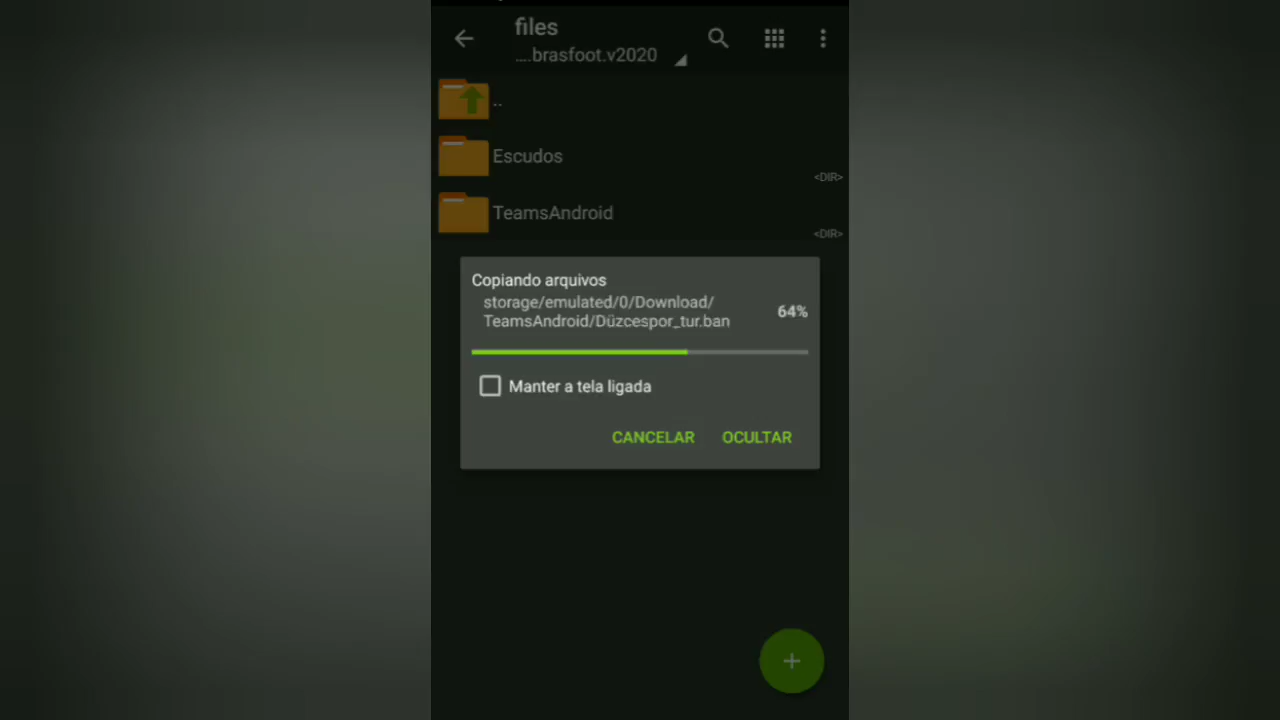 files
....brasfoot.v2020
..
Escudos
<DIR>
TeamsAndroid
<DIR>
Copiando arquivos
storage/emulated/0/Download/
TeamsAndroid/Düzcespor_tur.ban
64%
Manter a tela ligada
CANCELAR OCULTAR